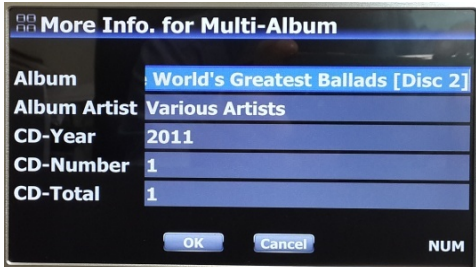 More Info. for Multi-Album
Album World's Greatest Ballads [Disc 2]
Album Artist Various Artists
CD-Year 2011
CD-Number 1
CD-Total 1
OK Cancel NUM